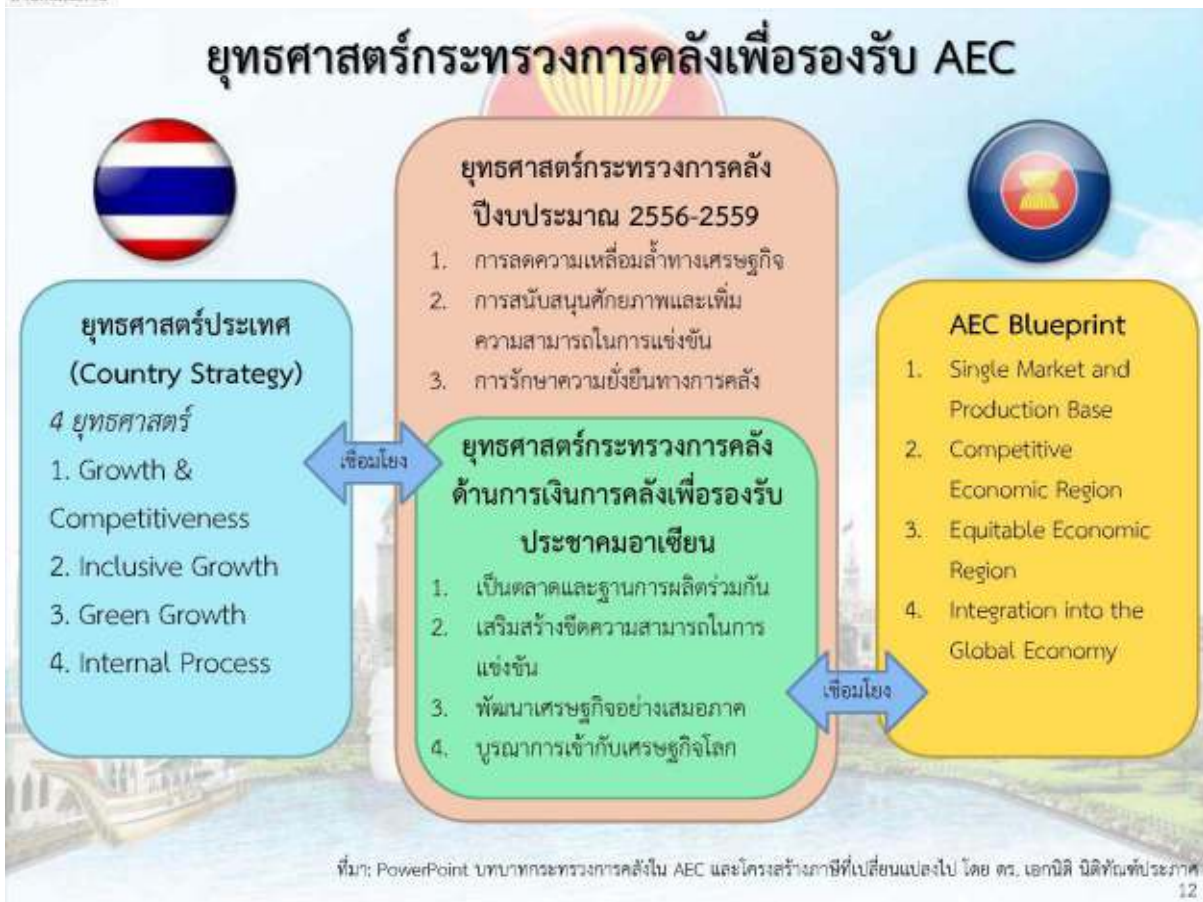 ยุทธศาสตร์กระทรวงการคลังเพื่อรองรับ AEC
ยุทธศาสตร์ประเทศ
(Country Strategy)
4 ยุทธศาสตร์
1. Growth &
Competitiveness
2. Inclusive Growth
3. Green Growth
4. Internal Process
เชื่อมโยง
ยุทธศาสตร์กระทรวงการคลัง
ปีงบประมาณ 2556-2559
1. การลดความเหลื่อมล้ำทางเศรษฐกิจ
2. การสนับสนุนศักยภาพและเพิ่ม
ความสามารถในการแข่งขัน
3. การรักษาความยั่งยืนทางการคลัง
ยุทธศาสตร์กระทรวงการคลัง
ด้านการเงินการคลังเพื่อรองรับ
ประชาคมอาเซียน
1. เป็นตลาดและฐานการผลิตร่วมกัน
2. เสริมสร้างขีดความสามารถในการ
แข่งขัน
3. พัฒนาเศรษฐกิจอย่างเสมอภาค
4. บูรณาการเข้ากับเศรษฐกิจโลก
เชื่อมโยง
AEC Blueprint
1. Single Market and
Production Base
2. Competitive
Economic Region
3. Equitable Economic
Region
4. Integration into the
Global Economy
ที่มา: PowerPoint บทบาทกระทรวงการคลังใน AEC และโครงสร้างภาษีที่เปลี่ยนแปลงไป โดย ดร. เอกนิติ นิติทัณฑ์ประภาศ
12